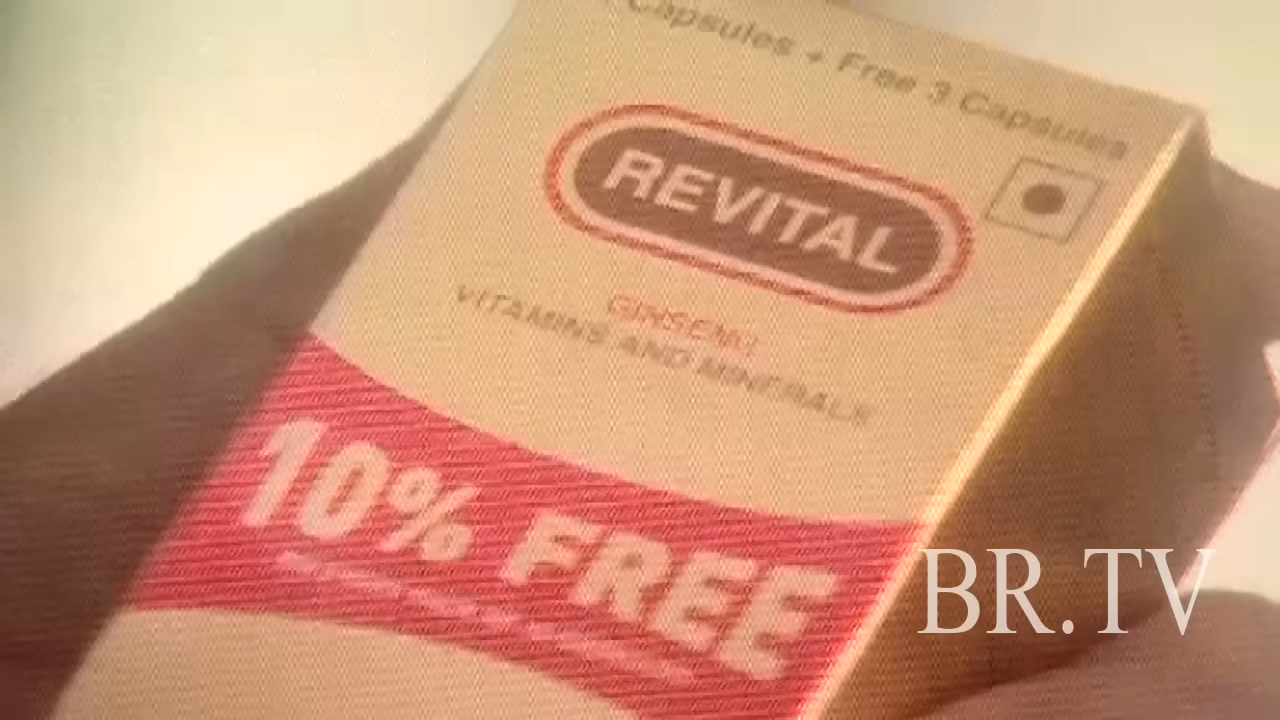 Capsules + Free 3 Capsules
REVITAL
GINSENG
VITAMINS AND MINERALS
10% FREE
BR.TV